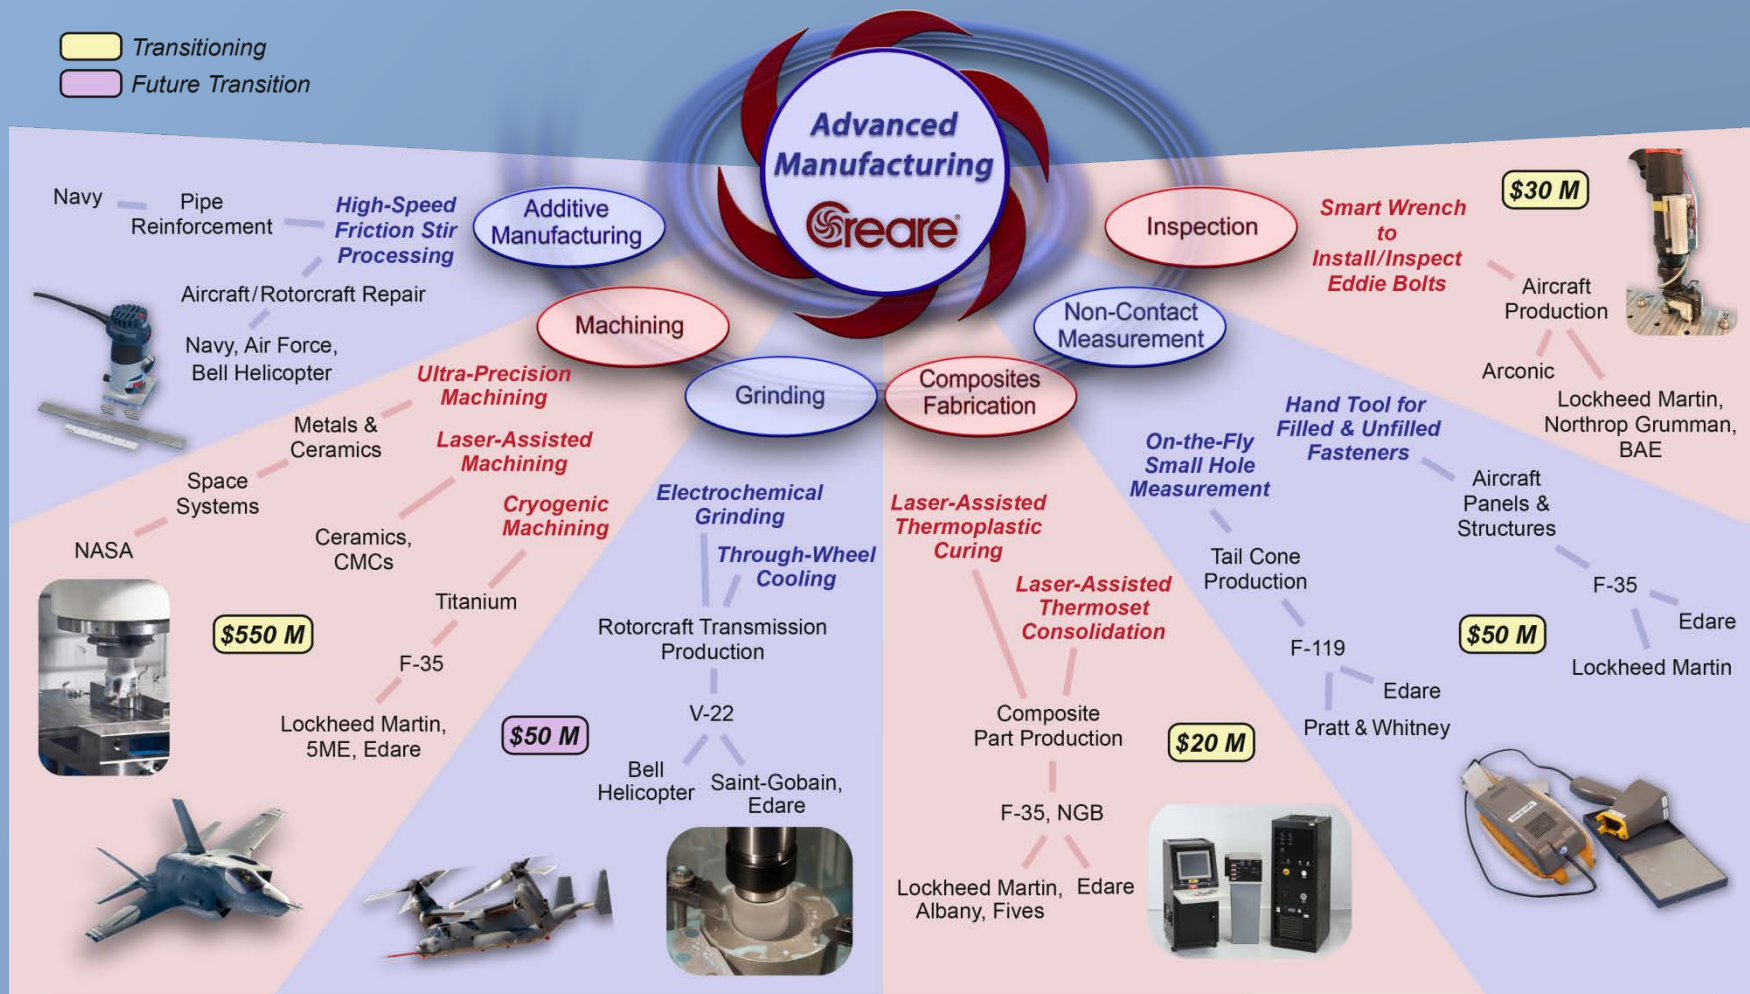 Transitioning
Future Transition
Advanced
Manufacturing
Creare®
Additive
Manufacturing
Machining
Grinding
Composites
Fabrication
Non-Contact
Measurement
Inspection
Navy
Pipe
Reinforcement
High-Speed
Friction Stir
Processing
Aircraft/Rotorcraft Repair
Navy, Air Force,
Bell Helicopter
Ultra-Precision
Machining
Metals &
Ceramics
Space
Systems
NASA
Laser-Assisted
Machining
Ceramics,
CMCs
Cryogenic
Machining
Titanium
F-35
Lockheed Martin,
5ME, Edare
$550 M
Electrochemical
Grinding
Through-Wheel
Cooling
Rotorcraft Transmission
Production
V-22
Bell
Helicopter
Saint-Gobain,
Edare
$50 M
Laser-Assisted
Thermoplastic
Curing
Laser-Assisted
Thermoset
Consolidation
Composite
Part Production
F-35, NGB
Lockheed Martin,
Albany, Fives
Edare
$20 M
On-the-Fly
Small Hole
Measurement
Tail Cone
Production
F-119
Edare
Pratt & Whitney
Hand Tool for
Filled & Unfilled
Fasteners
Aircraft
Panels &
Structures
F-35
Edare
Lockheed Martin
$50 M
Smart Wrench
to
Install/Inspect
Eddie Bolts
$30 M
Aircraft
Production
Arconic
Lockheed Martin,
Northrop Grumman,
BAE